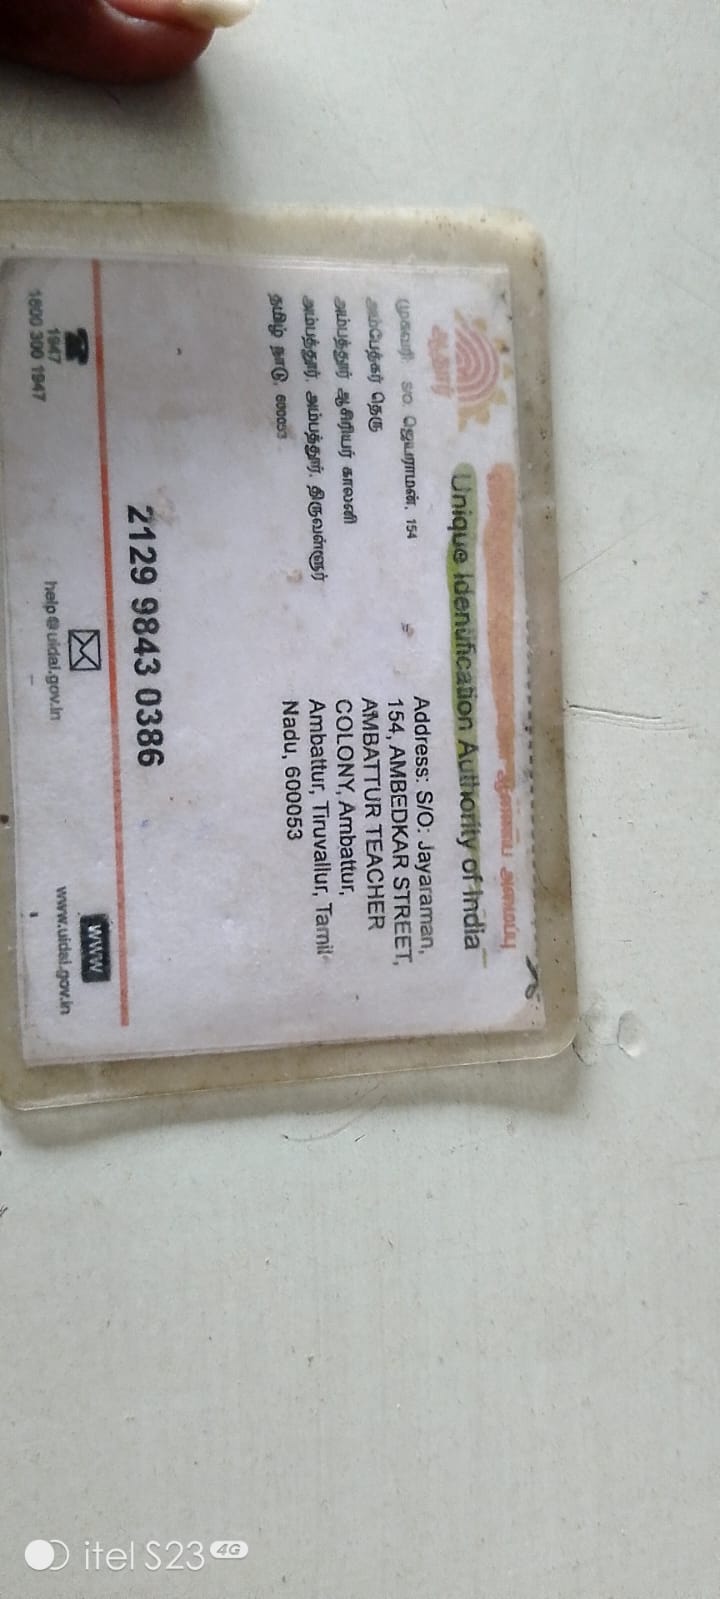 ஆதார்
Unique Identification Authority of India
முகவரி: S/O. ஜெயராமன், 154
அம்பேத்கர் தெரு
அம்பத்தூர் ஆசிரியர் காலனி
அம்பத்தூர், அம்பத்தூர், திருவள்ளூர்
தமிழ் நாடு, 600053
Address: S/O: Jayaraman,
154, AMBEDKAR STREET,
AMBATTUR TEACHER
COLONY, Ambattur,
Ambattur, Tiruvallur, Tamil
Nadu, 600053
2129 9843 0386
1947
1800 300 1947
help@uidai.gov.in
www
www.uidai.gov.in
itel S23 4G